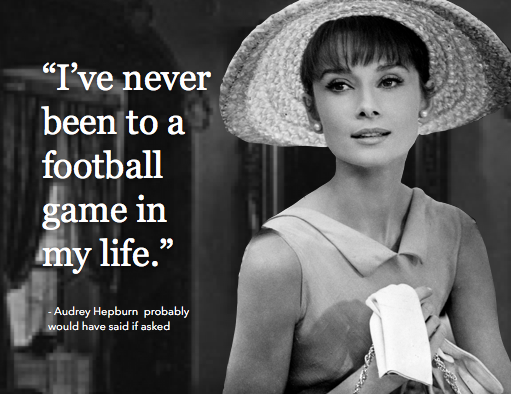 “I’ve never
been to a
football
game in
my life.”
- Audrey Hepburn probably
would have said if asked